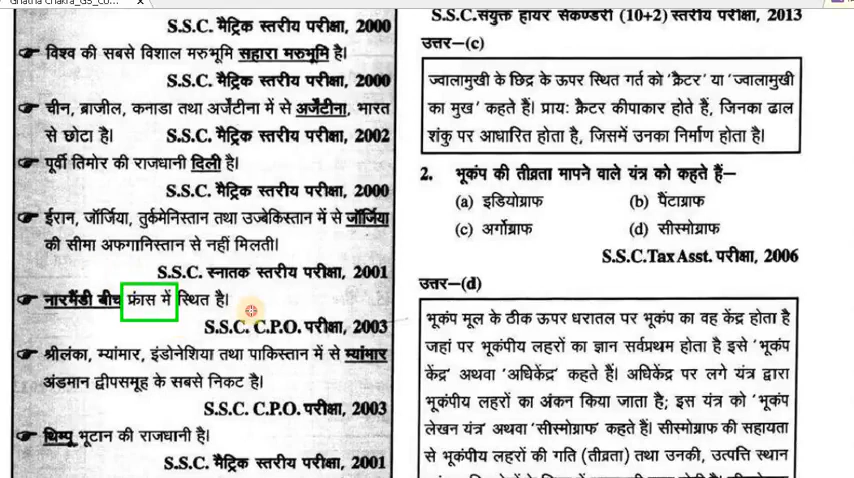 Ghatna Chakra_GS_Co... x
S.S.C. मैट्रिक स्तरीय परीक्षा, 2000
☞ विश्व की सबसे विशाल मरुभूमि सहारा मरुभूमि है।
S.S.C. मैट्रिक स्तरीय परीक्षा, 2000
☞ चीन, ब्राजील, कनाडा तथा अर्जेंटीना में से अर्जेंटीना, भारत
से छोटा है। S.S.C. मैट्रिक स्तरीय परीक्षा, 2002
☞ पूर्वी तिमोर की राजधानी दिली है।
S.S.C. मैट्रिक स्तरीय परीक्षा, 2000
☞ ईरान, जॉर्जिया, तुर्कमेनिस्तान तथा उज्बेकिस्तान में से जॉर्जिया
की सीमा अफगानिस्तान से नहीं मिलती।
S.S.C. स्नातक स्तरीय परीक्षा, 2001
☞ नारमैंडी बीच फ्रांस में स्थित है।
S.S.C. C.P.O. परीक्षा, 2003
☞ श्रीलंका, म्यांमार, इंडोनेशिया तथा पाकिस्तान में से म्यांमार
अंडमान द्वीपसमूह के सबसे निकट है।
S.S.C. C.P.O. परीक्षा, 2003
☞ थिम्पू भूटान की राजधानी है।
S.S.C. मैट्रिक स्तरीय परीक्षा, 2001
S.S.C.संयुक्त हायर सेकण्डरी (10+2) स्तरीय परीक्षा, 2013
उत्तर–(c)
ज्वालामुखी के छिद्र के ऊपर स्थित गर्त को 'क्रैटर' या 'ज्वालामुखी
का मुख' कहते हैं। प्रायः क्रैटर कीपाकार होते हैं, जिनका ढाल
शंकु पर आधारित होता है, जिसमें उनका निर्माण होता है।
2. भूकंप की तीव्रता मापने वाले यंत्र को कहते हैं–
(a) इडियोग्राफ (b) पैंटाग्राफ
(c) अर्गोग्राफ (d) सीस्मोग्राफ
S.S.C.Tax Asst. परीक्षा, 2006
उत्तर–(d)
भूकंप मूल के ठीक ऊपर धरातल पर भूकंप का वह केंद्र होता है
जहां पर भूकंपीय लहरों का ज्ञान सर्वप्रथम होता है इसे 'भूकंप
केंद्र' अथवा 'अधिकेंद्र' कहते हैं। अधिकेंद्र पर लगे यंत्र द्वारा
भूकंपीय लहरों का अंकन किया जाता है; इस यंत्र को 'भूकंप
लेखन यंत्र' अथवा 'सीस्मोग्राफ' कहते हैं। सीस्मोग्राफ की सहायता
से भूकंपीय लहरों की गति (तीव्रता) तथा उनकी, उत्पत्ति स्थान